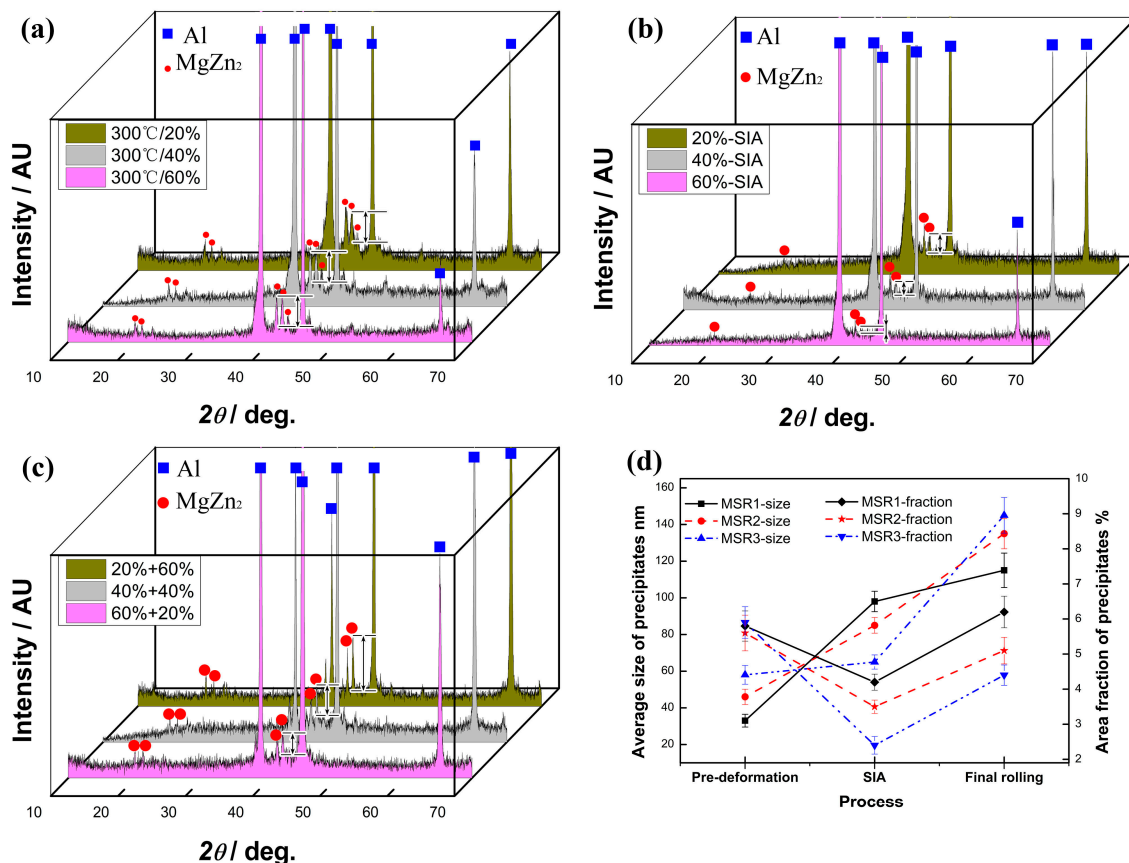 (a)
Al
MgZn₂
300℃/20%
300℃/40%
300℃/60%
Intensity / AU
10 20 30 40 50 60 70
2θ / deg.
(b)
Al
MgZn₂
20%-SIA
40%-SIA
60%-SIA
Intensity / AU
10 20 30 40 50 60 70
2θ / deg.
(c)
Al
MgZn₂
20%+60%
40%+40%
60%+20%
Intensity / AU
10 20 30 40 50 60 70
2θ / deg.
(d)
MSR1-size MSR1-fraction
MSR2-size MSR2-fraction
MSR3-size MSR3-fraction
Average size of precipitates nm
160
140
120
100
80
60
40
20
Area fraction of precipitates %
10
9
8
7
6
5
4
3
2
Pre-deformation SIA Final rolling
Process